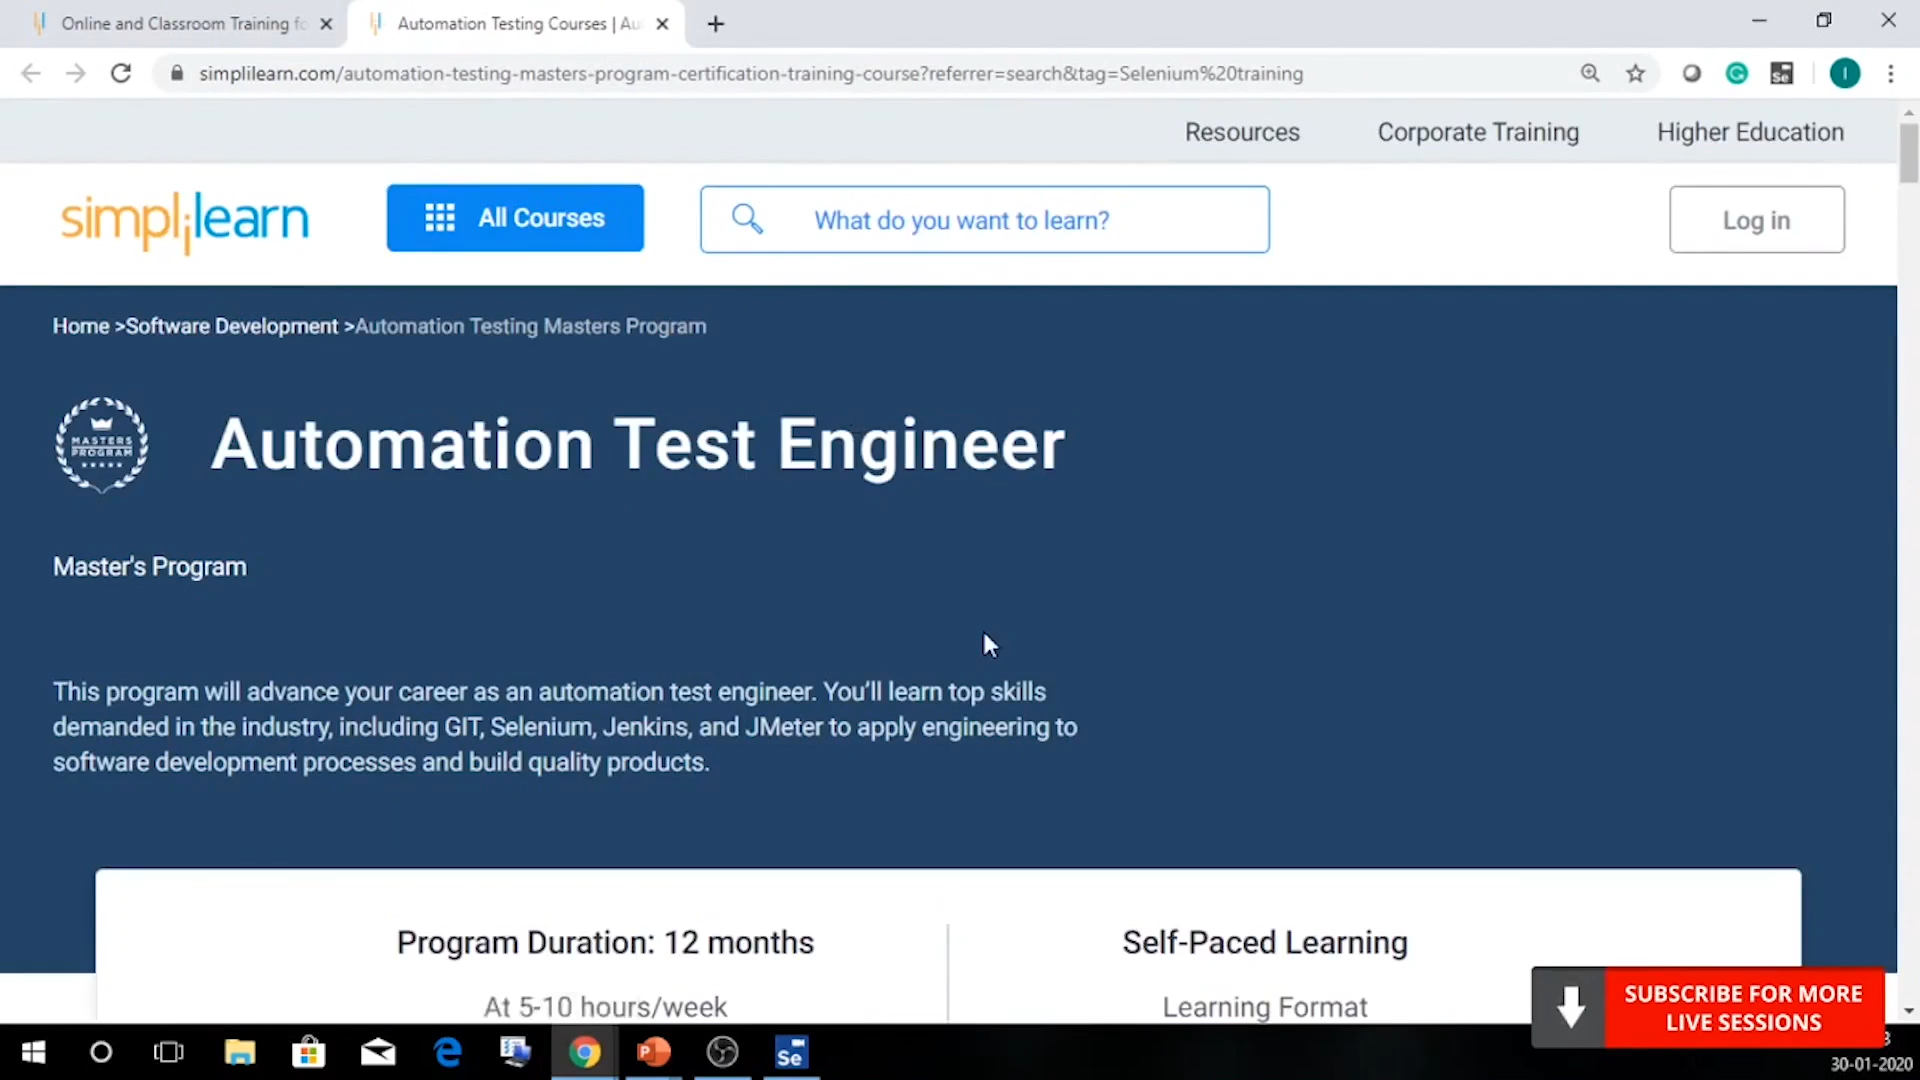 Online and Classroom Training fo
Automation Testing Courses | Au
simplilearn.com/automation-testing-masters-program-certification-training-course?referrer=search&tag=Selenium%20training
Se
I
Resources
Corporate Training
Higher Education
simplilearn
All Courses
What do you want to learn?
Log in
Home >Software Development >Automation Testing Masters Program
MASTERS
PROGRAM
Automation Test Engineer
Master's Program
This program will advance your career as an automation test engineer. You’ll learn top skills
demanded in the industry, including GIT, Selenium, Jenkins, and JMeter to apply engineering to
software development processes and build quality products.
Program Duration: 12 months
At 5-10 hours/week
Self-Paced Learning
Learning Format
SUBSCRIBE FOR MORE
LIVE SESSIONS
Se
30-01-2020